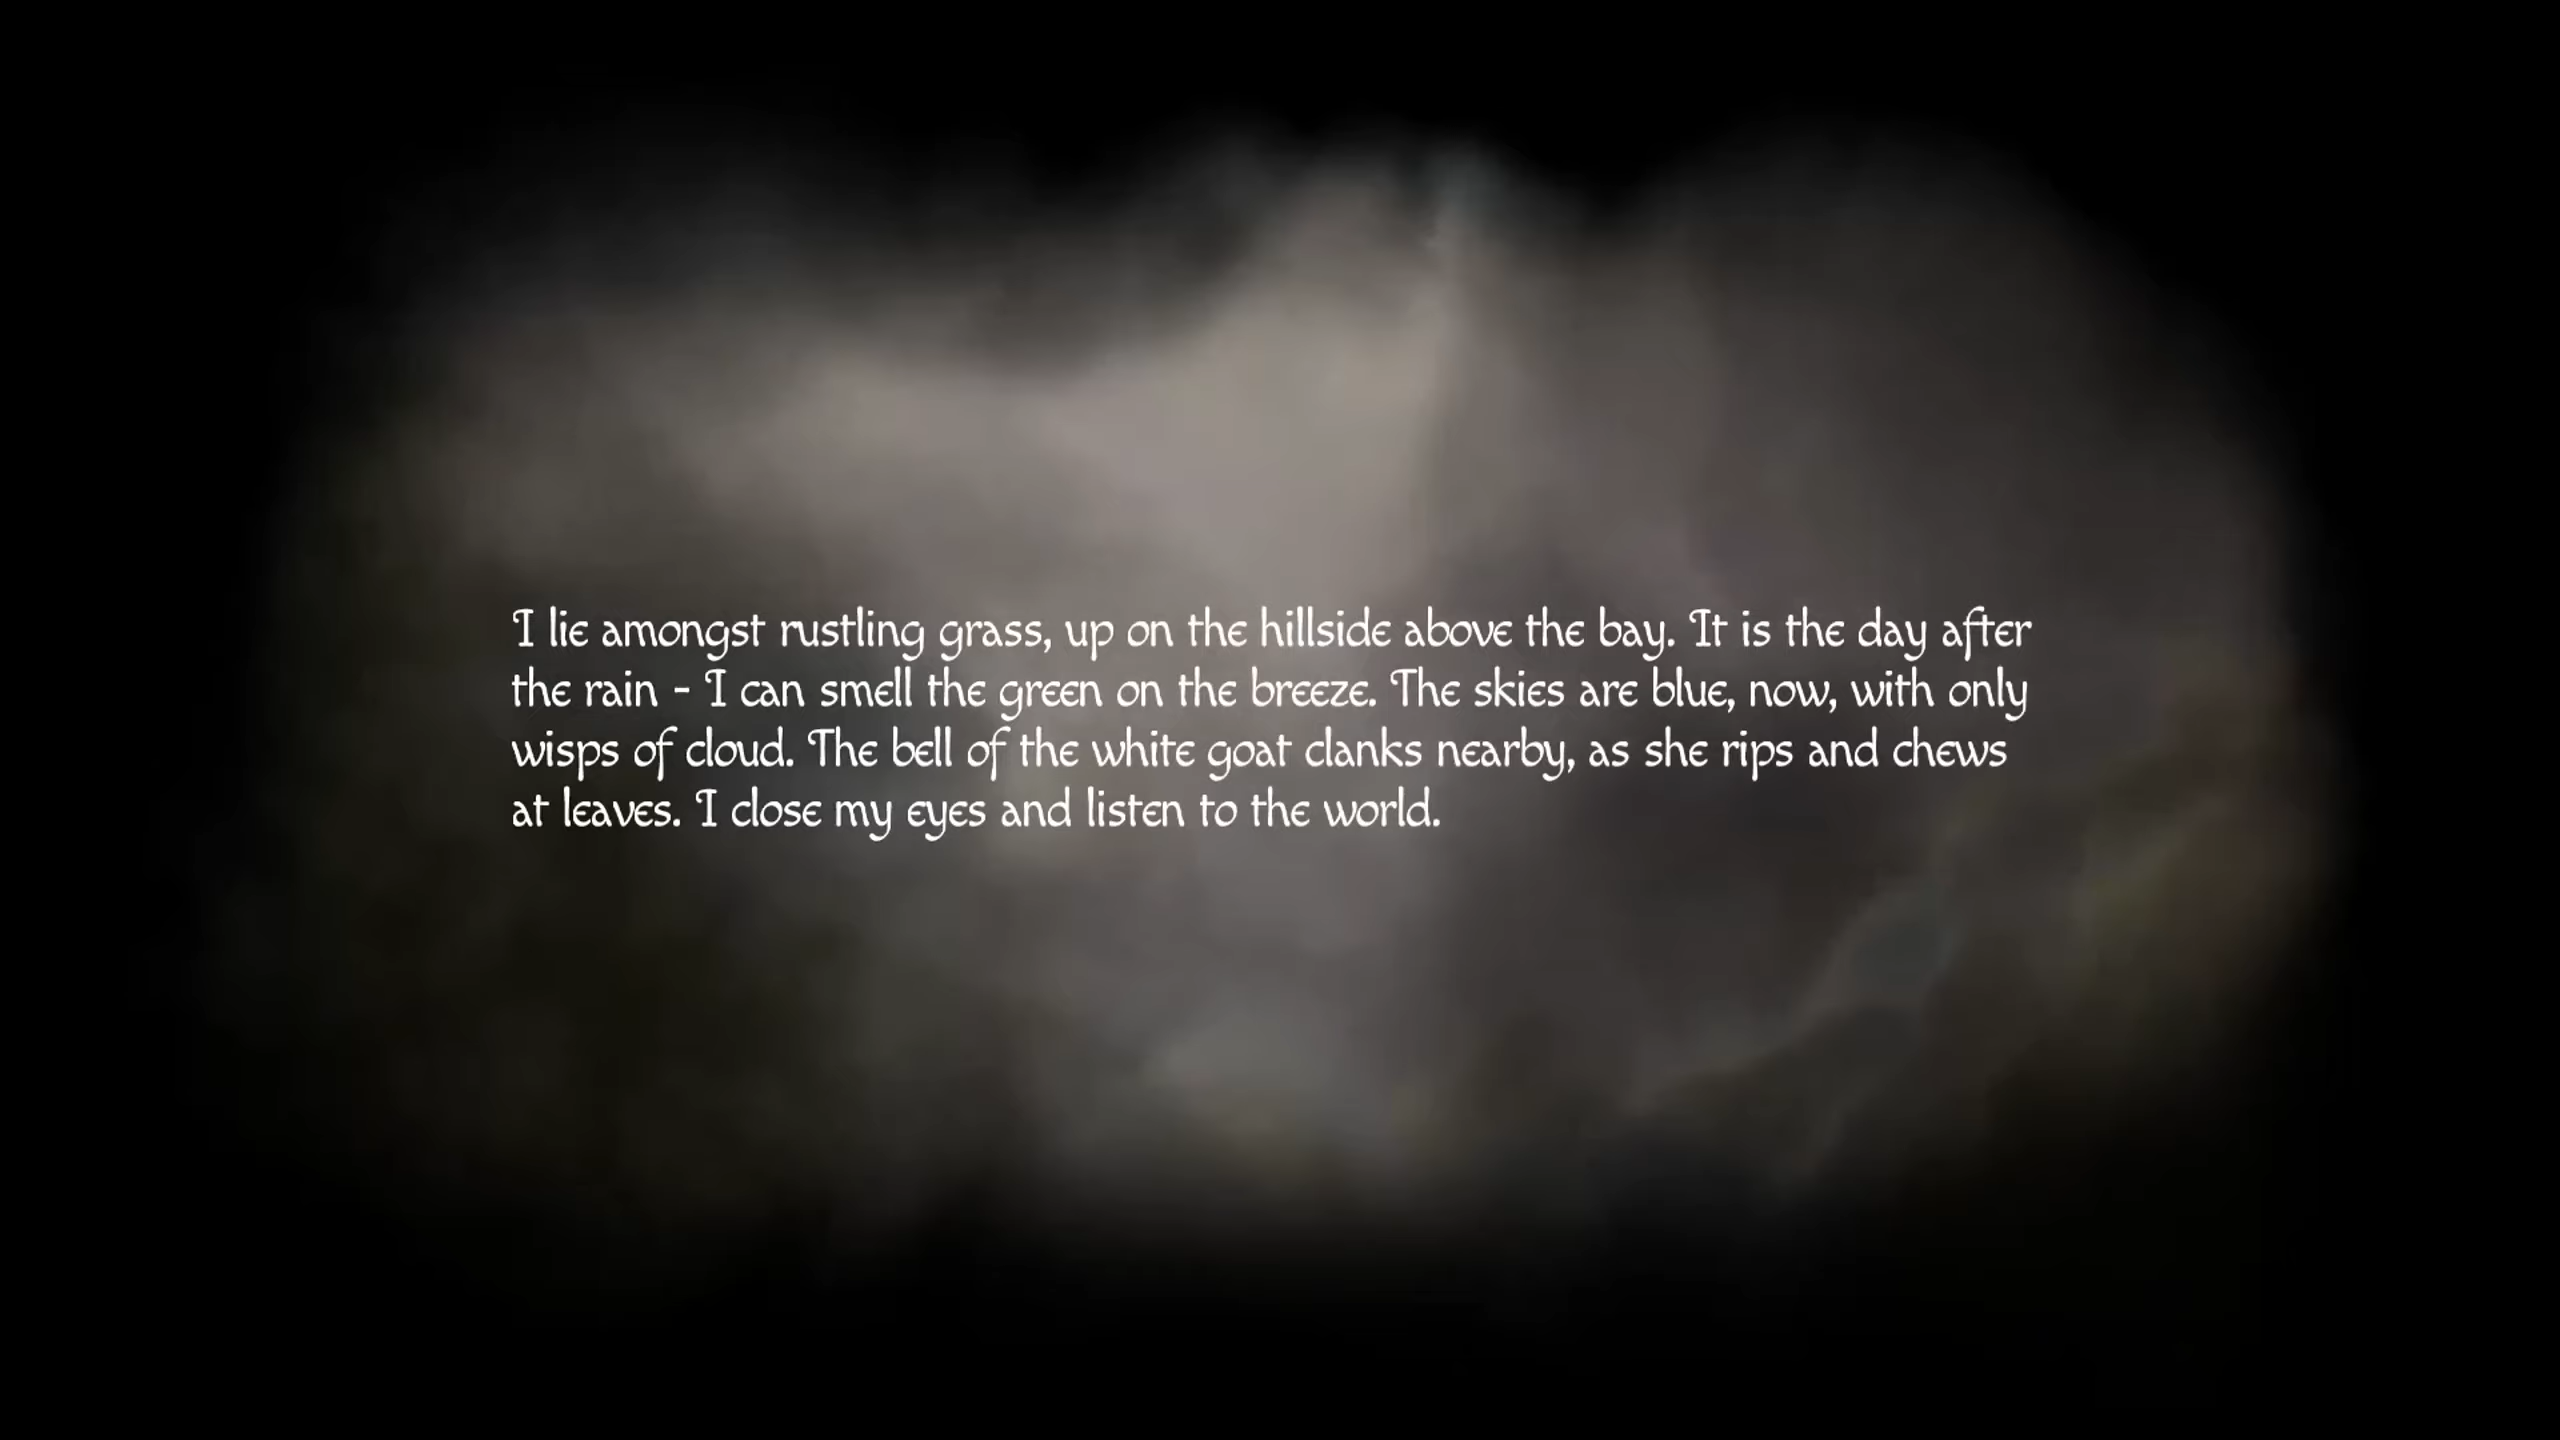 I lie amongst rustling grass, up on the hillside above the bay. It is the day after
the rain - I can smell the green on the breeze. The skies are blue, now, with only
wisps of cloud. The bell of the white goat clanks nearby, as she rips and chews
at leaves. I close my eyes and listen to the world.